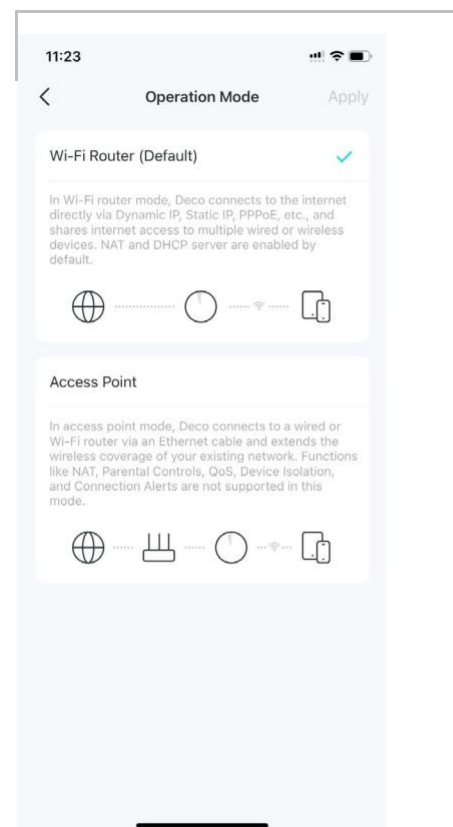 11:23
Operation Mode
Apply
Wi-Fi Router (Default)
In Wi-Fi router mode, Deco connects to the internet
directly via Dynamic IP, Static IP, PPPoE, etc., and
shares internet access to multiple wired or wireless
devices. NAT and DHCP server are enabled by
default.
Access Point
In access point mode, Deco connects to a wired or
Wi-Fi router via an Ethernet cable and extends the
wireless coverage of your existing network. Functions
like NAT, Parental Controls, QoS, Device Isolation,
and Connection Alerts are not supported in this
mode.